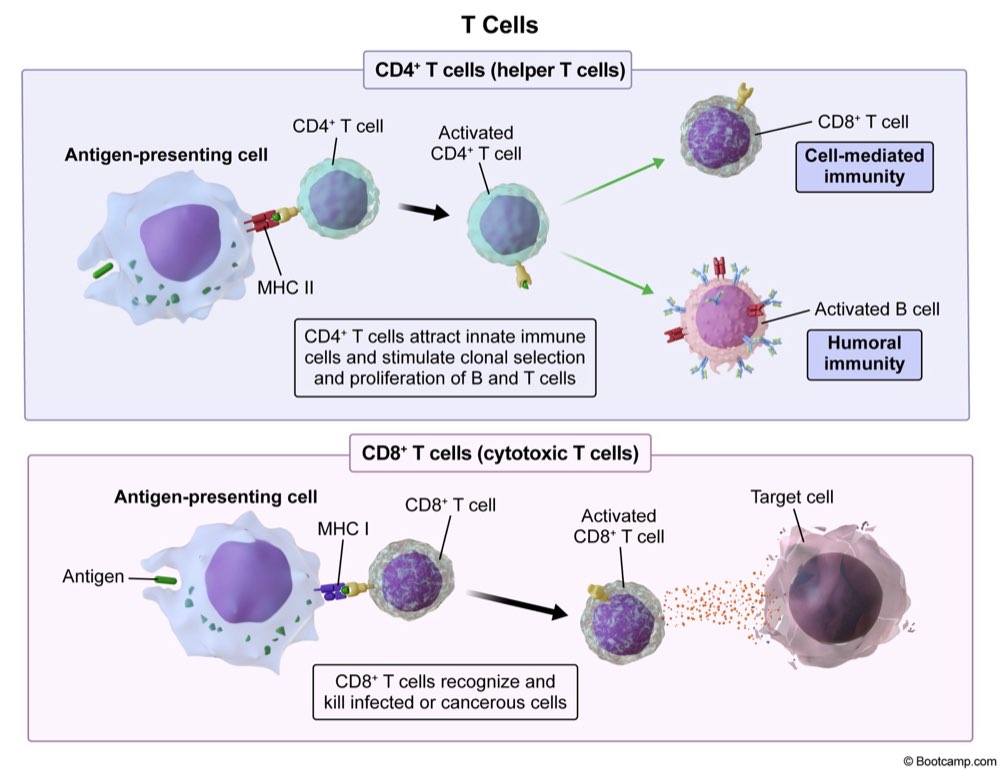 T Cells
CD4⁺ T cells (helper T cells)
CD4⁺ T cell
Antigen-presenting cell
Activated
CD4⁺ T cell
CD8⁺ T cell
Cell-mediated
immunity
MHC II
CD4⁺ T cells attract innate immune
cells and stimulate clonal selection
and proliferation of B and T cells
Activated B cell
Humoral
immunity
CD8⁺ T cells (cytotoxic T cells)
Antigen-presenting cell
MHC I
CD8⁺ T cell
Activated
CD8⁺ T cell
Target cell
Antigen
CD8⁺ T cells recognize and
kill infected or cancerous cells
© Bootcamp.com